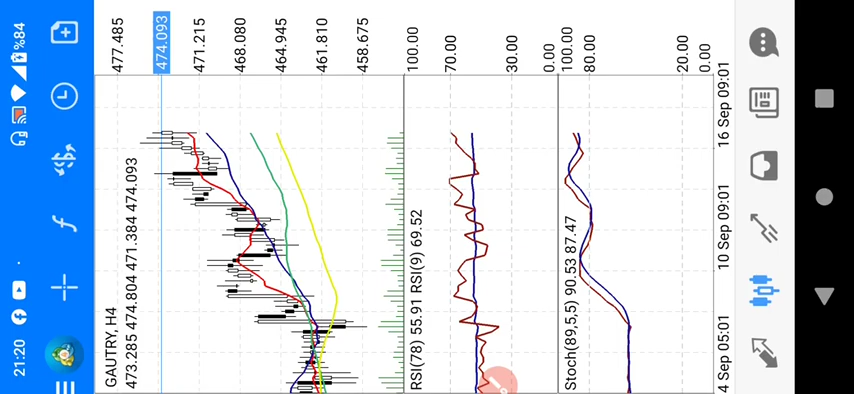 21:20
%84
GAUTRY, H4
473.285 474.804 471.384 474.093
477.485
474.093
471.215
468.080
464.945
461.810
458.675
RSI(78) 55.91 RSI(9) 69.52
100.00
70.00
30.00
0.00
Stoch(89,5,5) 90.53 87.47
100.00
80.00
20.00
0.00
4 Sep 05:01
10 Sep 09:01
16 Sep 09:01